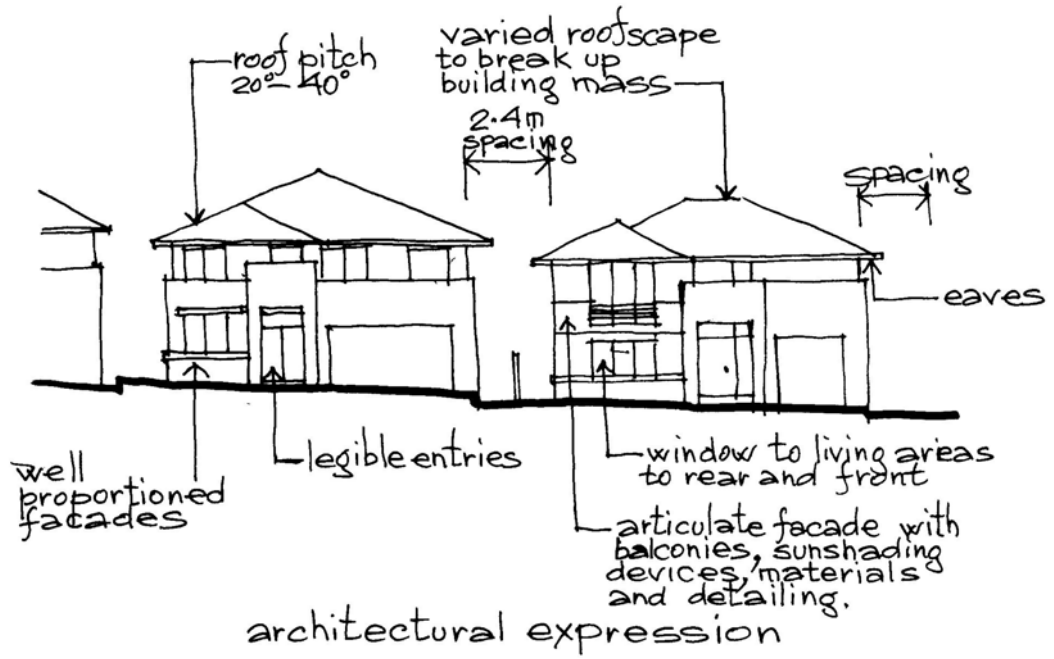 roof pitch
20°- 40°
varied roofscape
to break up
building mass
2.4m
spacing
spacing
eaves
well
proportioned
facades
legible entries
window to living areas
to rear and front
articulate facade with
balconies, sunshading
devices, materials
and detailing.
architectural expression